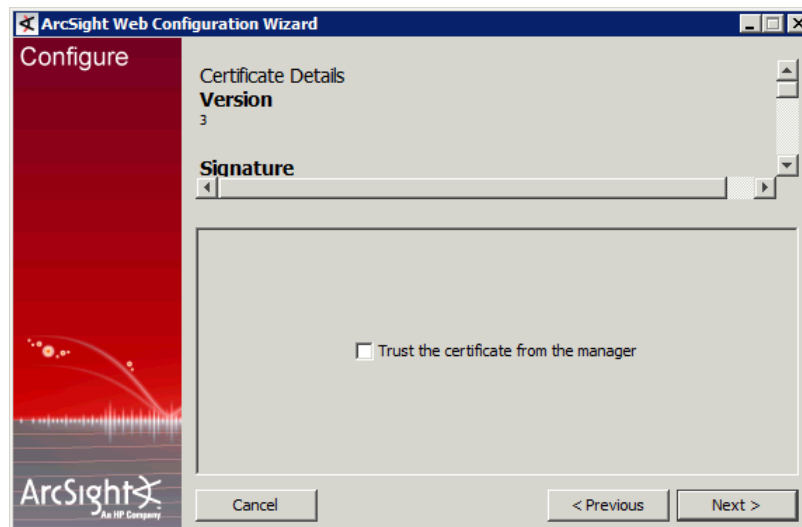 ArcSight Web Configuration Wizard
Configure
Certificate Details
Version
3
Signature
Trust the certificate from the manager
ArcSight
An HP Company
Cancel
< Previous
Next >